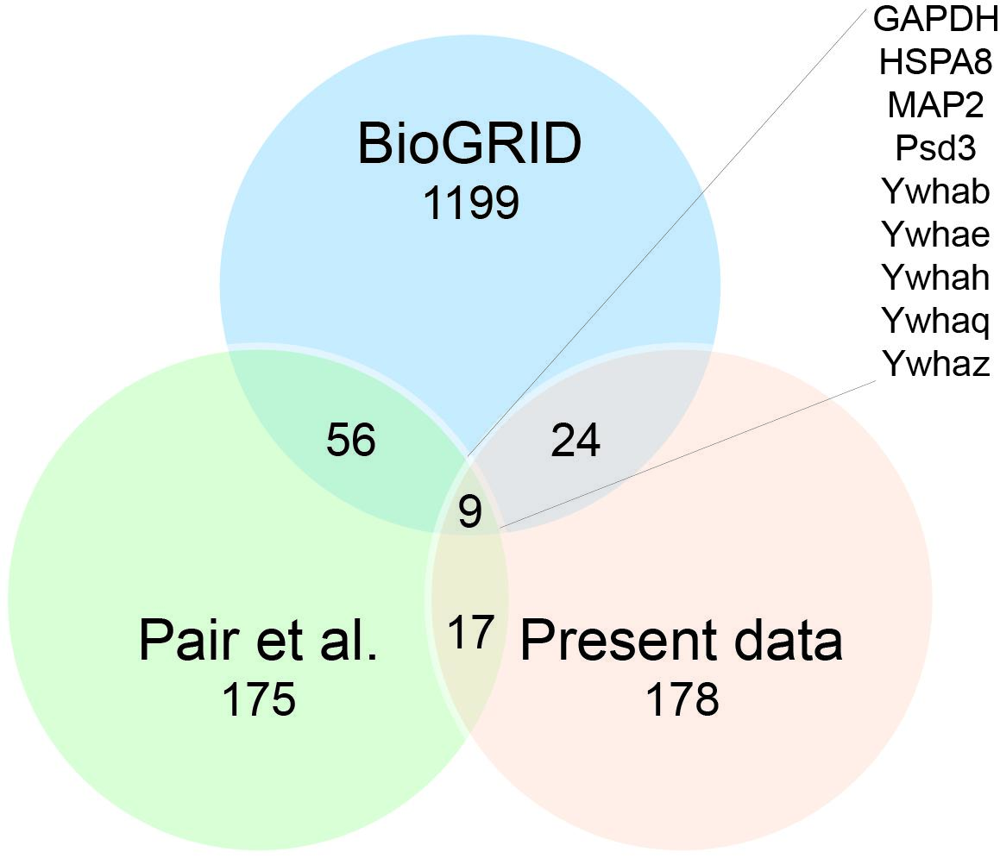 GAPDH
HSPA8
MAP2
Psd3
Ywhab
Ywhae
Ywhah
Ywhaq
Ywhaz
BioGRID
1199
56
24
9
17
Pair et al.
175
Present data
178